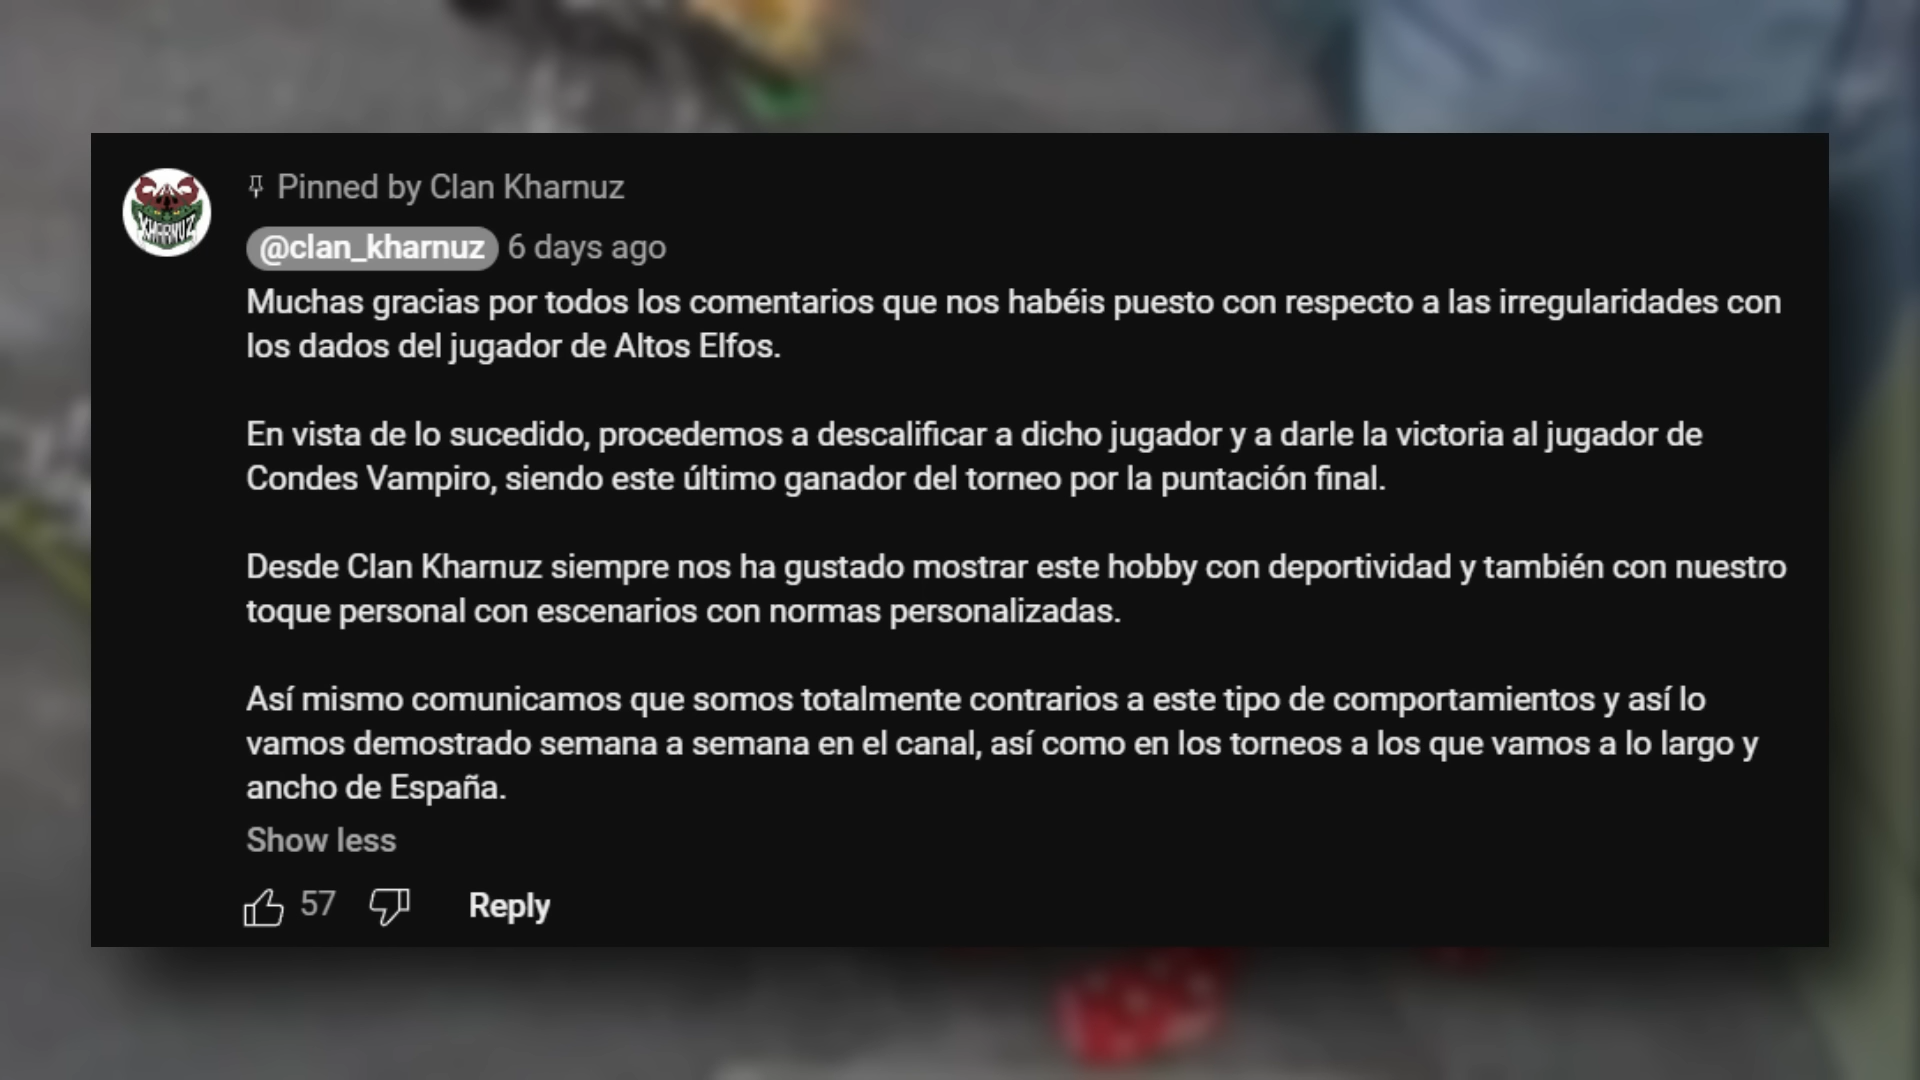 Pinned by Clan Kharnuz
@clan_kharnuz 6 days ago
Muchas gracias por todos los comentarios que nos habéis puesto con respecto a las irregularidades con
los dados del jugador de Altos Elfos.
En vista de lo sucedido, procedemos a descalificar a dicho jugador y a darle la victoria al jugador de
Condes Vampiro, siendo este último ganador del torneo por la puntación final.
Desde Clan Kharnuz siempre nos ha gustado mostrar este hobby con deportividad y también con nuestro
toque personal con escenarios con normas personalizadas.
Así mismo comunicamos que somos totalmente contrarios a este tipo de comportamientos y así lo
vamos demostrado semana a semana en el canal, así como en los torneos a los que vamos a lo largo y
ancho de España.
Show less
57 Reply
KHARNUZ